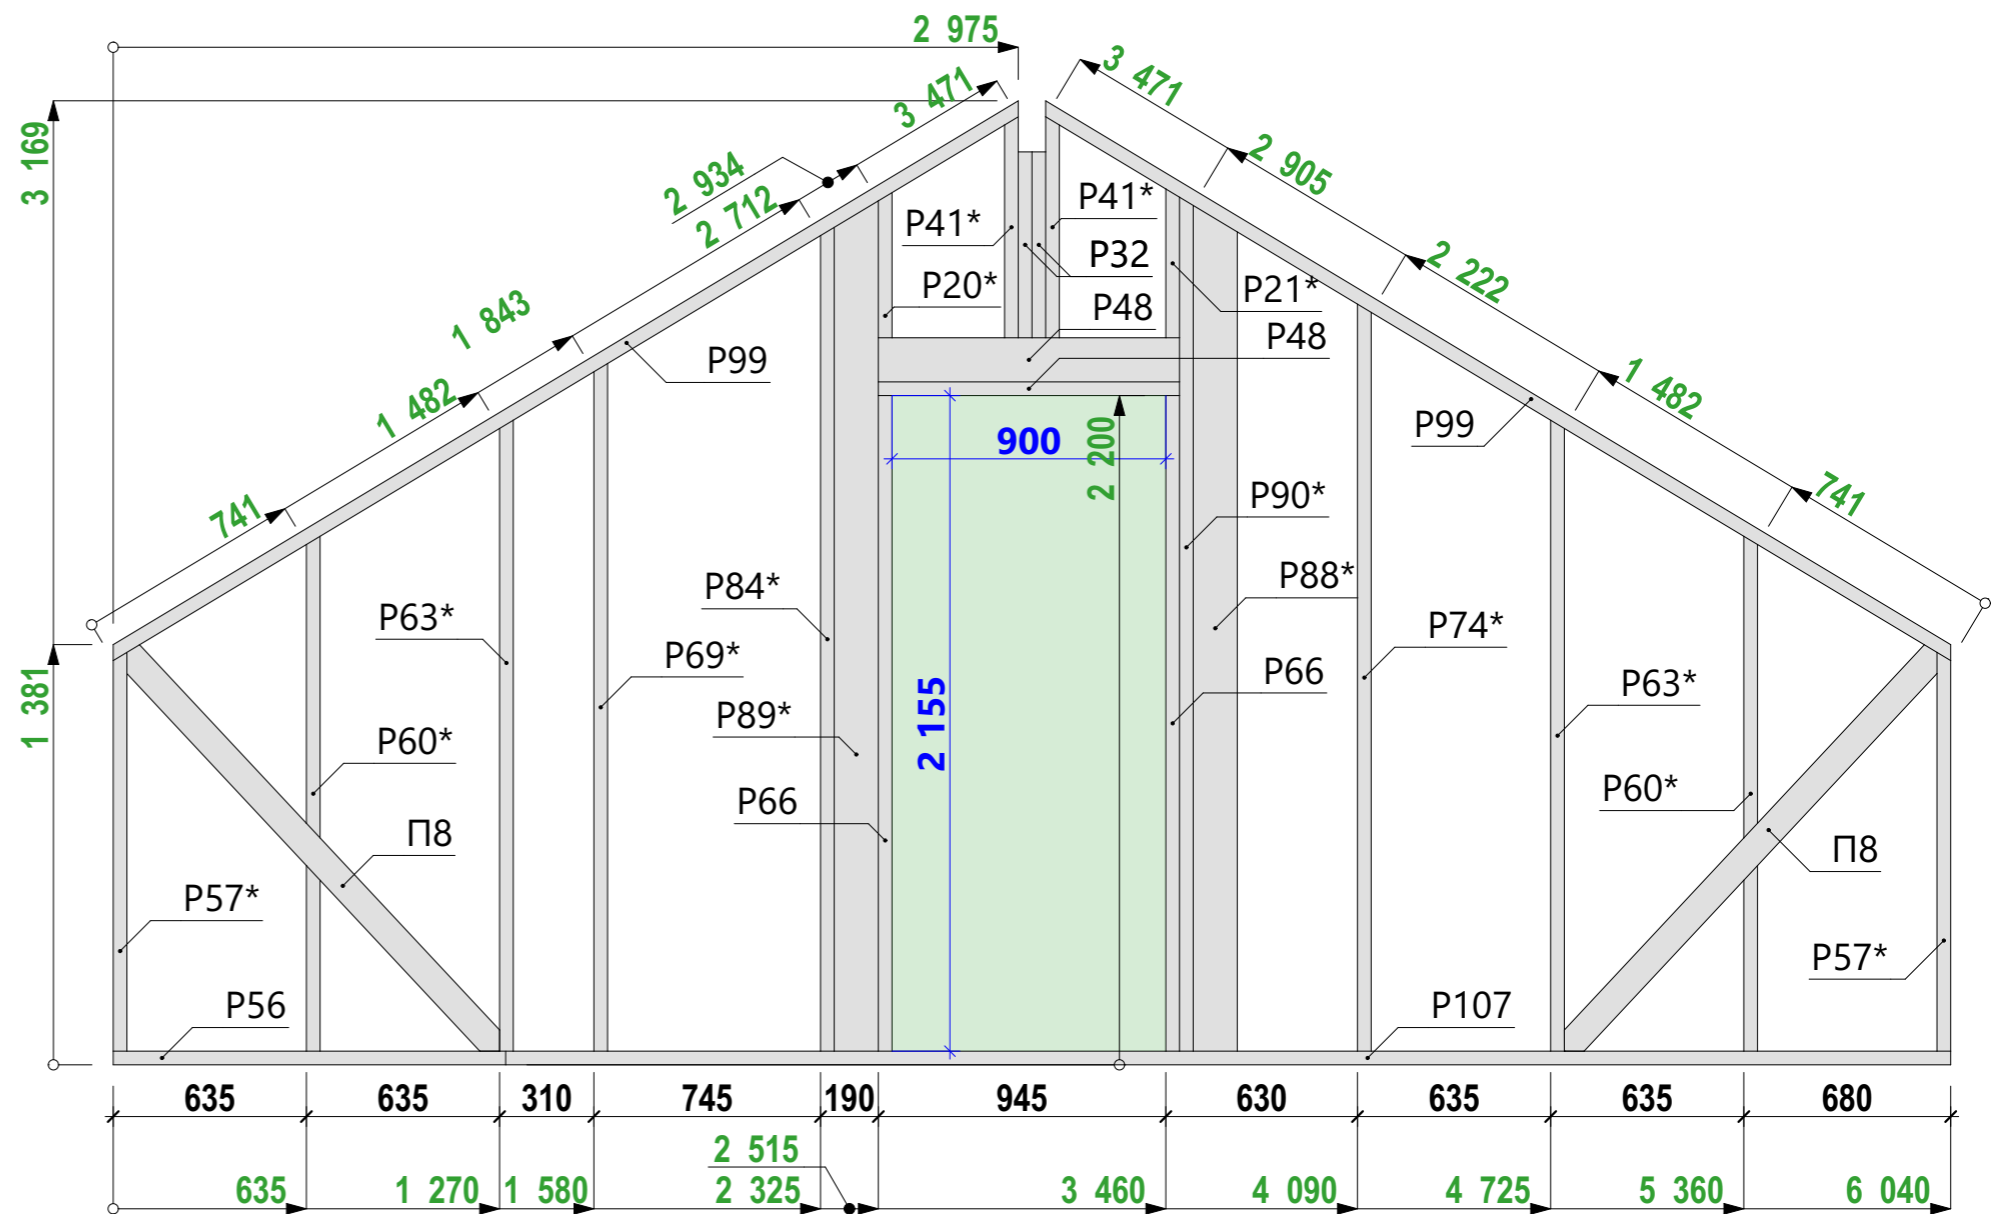 2 975
3 471
3 471
3 169
2 934
2 905
2 712
P41*
P41*
P32
2 222
P20*
P21*
P48
P48
1 843
P99
1 482
1 482
P99
900
2 200
741
741
P90*
P84*
P88*
P63*
P69*
P74*
P66
P63*
1 381
2 155
P89*
P60*
P60*
P66
П8
П8
P57*
P57*
P56
P107
635 635 310 745 190 945 630 635 635 680
2 515
635 1 270 1 580 2 325 3 460 4 090 4 725 5 360 6 040